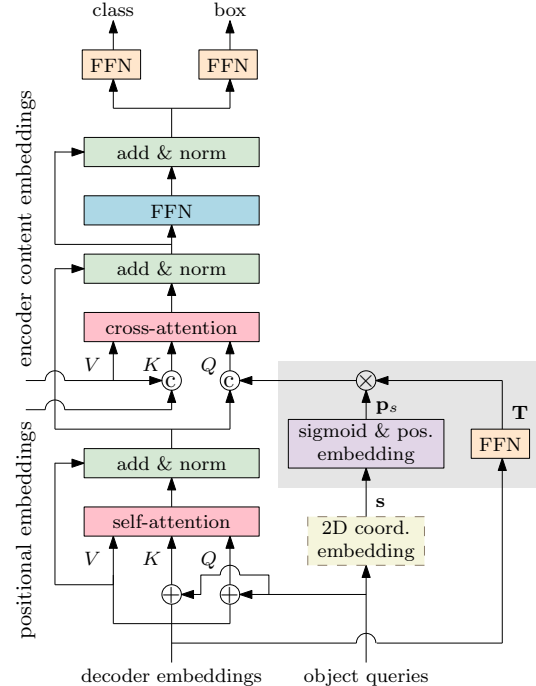 class
box
FFN
FFN
add & norm
FFN
add & norm
cross-attention
V
K
Q
c
c
p_s
T
sigmoid & pos.
embedding
FFN
add & norm
s
self-attention
2D coord.
embedding
V
K
Q
decoder embeddings
object queries
encoder content embeddings
positional embeddings